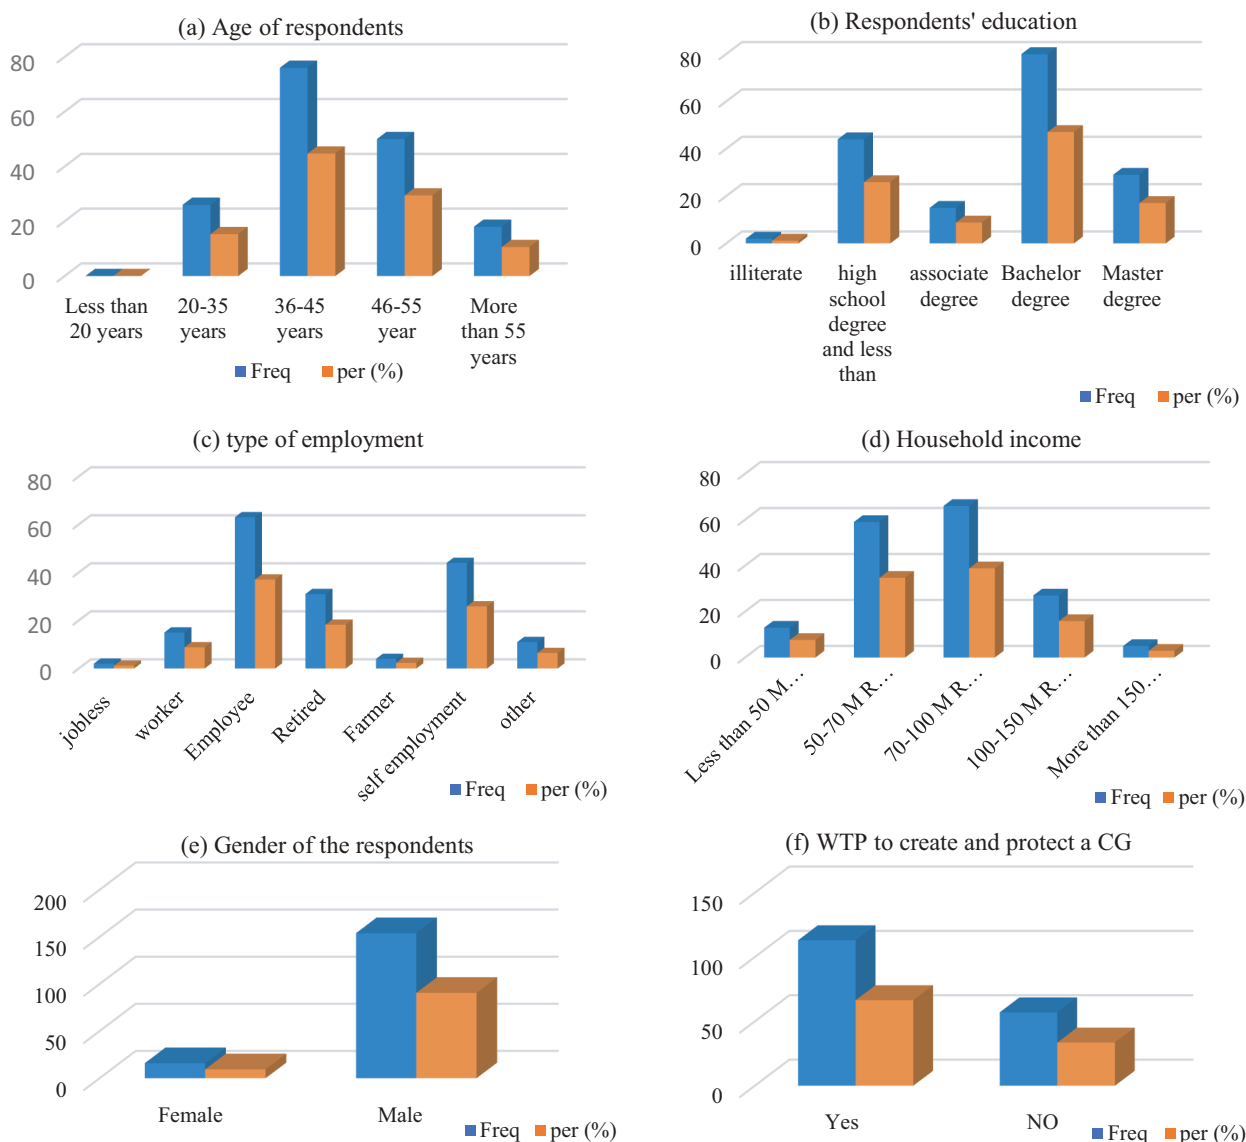 (a) Age of respondents
80
60
40
20
0
Less than
20 years
20-35
years
36-45
years
46-55
year
More
than 55
years
Freq
per (%)
(b) Respondents' education
80
60
40
20
0
illiterate
high
school
degree
and less
than
associate
degree
Bachelor
degree
Master
degree
Freq
per (%)
(c) type of employment
80
60
40
20
0
jobless
worker
Employee
Retired
Farmer
self employment
other
Freq
per (%)
(d) Household income
80
60
40
20
0
Less than 50 M…
50-70 M R…
70-100 M R…
100-150 M R…
More than 150…
Freq
per (%)
(e) Gender of the respondents
200
150
100
50
0
Female
Male
Freq
per (%)
(f) WTP to create and protect a CG
150
100
50
0
Yes
NO
Freq
per (%)